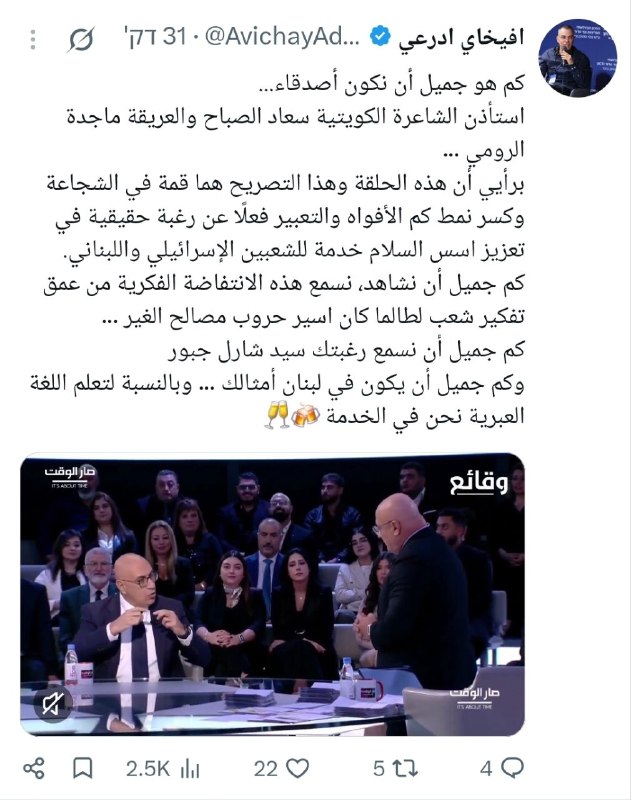 افيخاي ادرعي @AvichayAd... · 31 דק'
كم هو جميل أن نكون أصدقاء...
استأذن الشاعرة الكويتية سعاد الصباح والعريقة ماجدة
الرومي ...
برأيي أن هذه الحلقة وهذا التصريح هما قمة في الشجاعة
وكسر نمط كم الأفواه والتعبير فعلًا عن رغبة حقيقية في
تعزيز اسس السلام خدمة للشعبين الإسرائيلي واللبناني.
كم جميل أن نشاهد، نسمع هذه الانتفاضة الفكرية من عمق
تفكير شعب لطالما كان اسير حروب مصالح الغير ...
كم جميل أن نسمع رغبتك سيد شارل جبور
وكم جميل أن يكون في لبنان أمثالك ... وبالنسبة لتعلم اللغة
العبرية نحن في الخدمة 🍻🥂
صار الوقت
IT'S ABOUT TIME
وقائع
صار الوقت
IT'S ABOUT TIME
4 5 22 2.5K